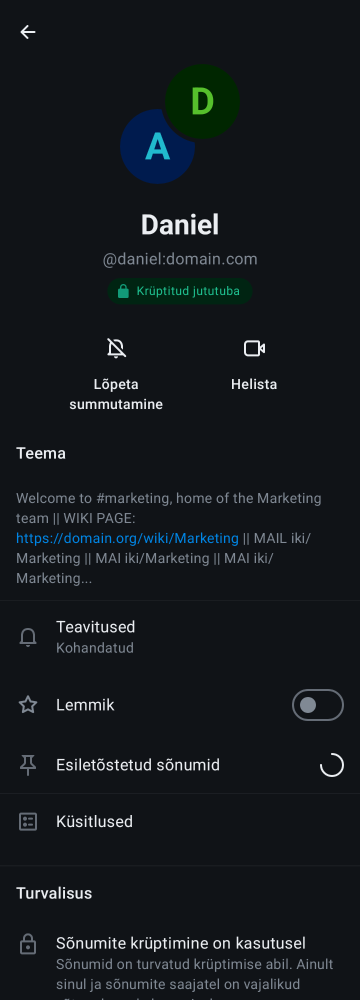 D
A
Daniel
@daniel:domain.com
Krüptitud jututuba
Lõpeta
summutamine
Helista
Teema
Welcome to #marketing, home of the Marketing
team || WIKI PAGE:
https://domain.org/wiki/Marketing || MAIL iki/
Marketing || MAI iki/Marketing || MAI iki/
Marketing...
Teavitused
Kohandatud
Lemmik
Esiletõstetud sõnumid
Küsitlused
Turvalisus
Sõnumite krüptimine on kasutusel
Sõnumid on turvatud krüptimise abil. Ainult
sinul ja sõnumite saajatel on vajalikud